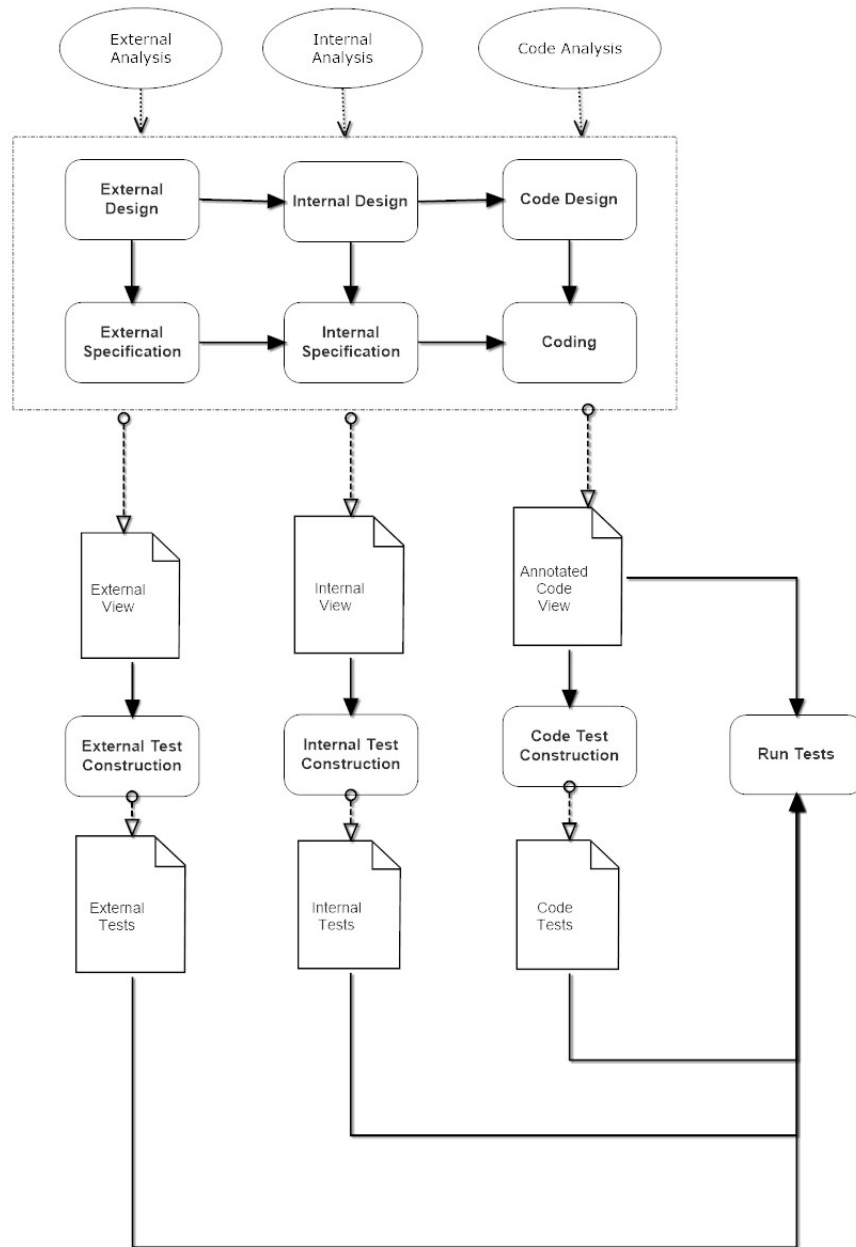 External
Analysis
Internal
Analysis
Code Analysis
External
Design
Internal Design
Code Design
External
Specification
Internal
Specification
Coding
External
View
Internal
View
Annotated
Code
View
External Test
Construction
Internal Test
Construction
Code Test
Construction
Run Tests
External
Tests
Internal
Tests
Code
Tests